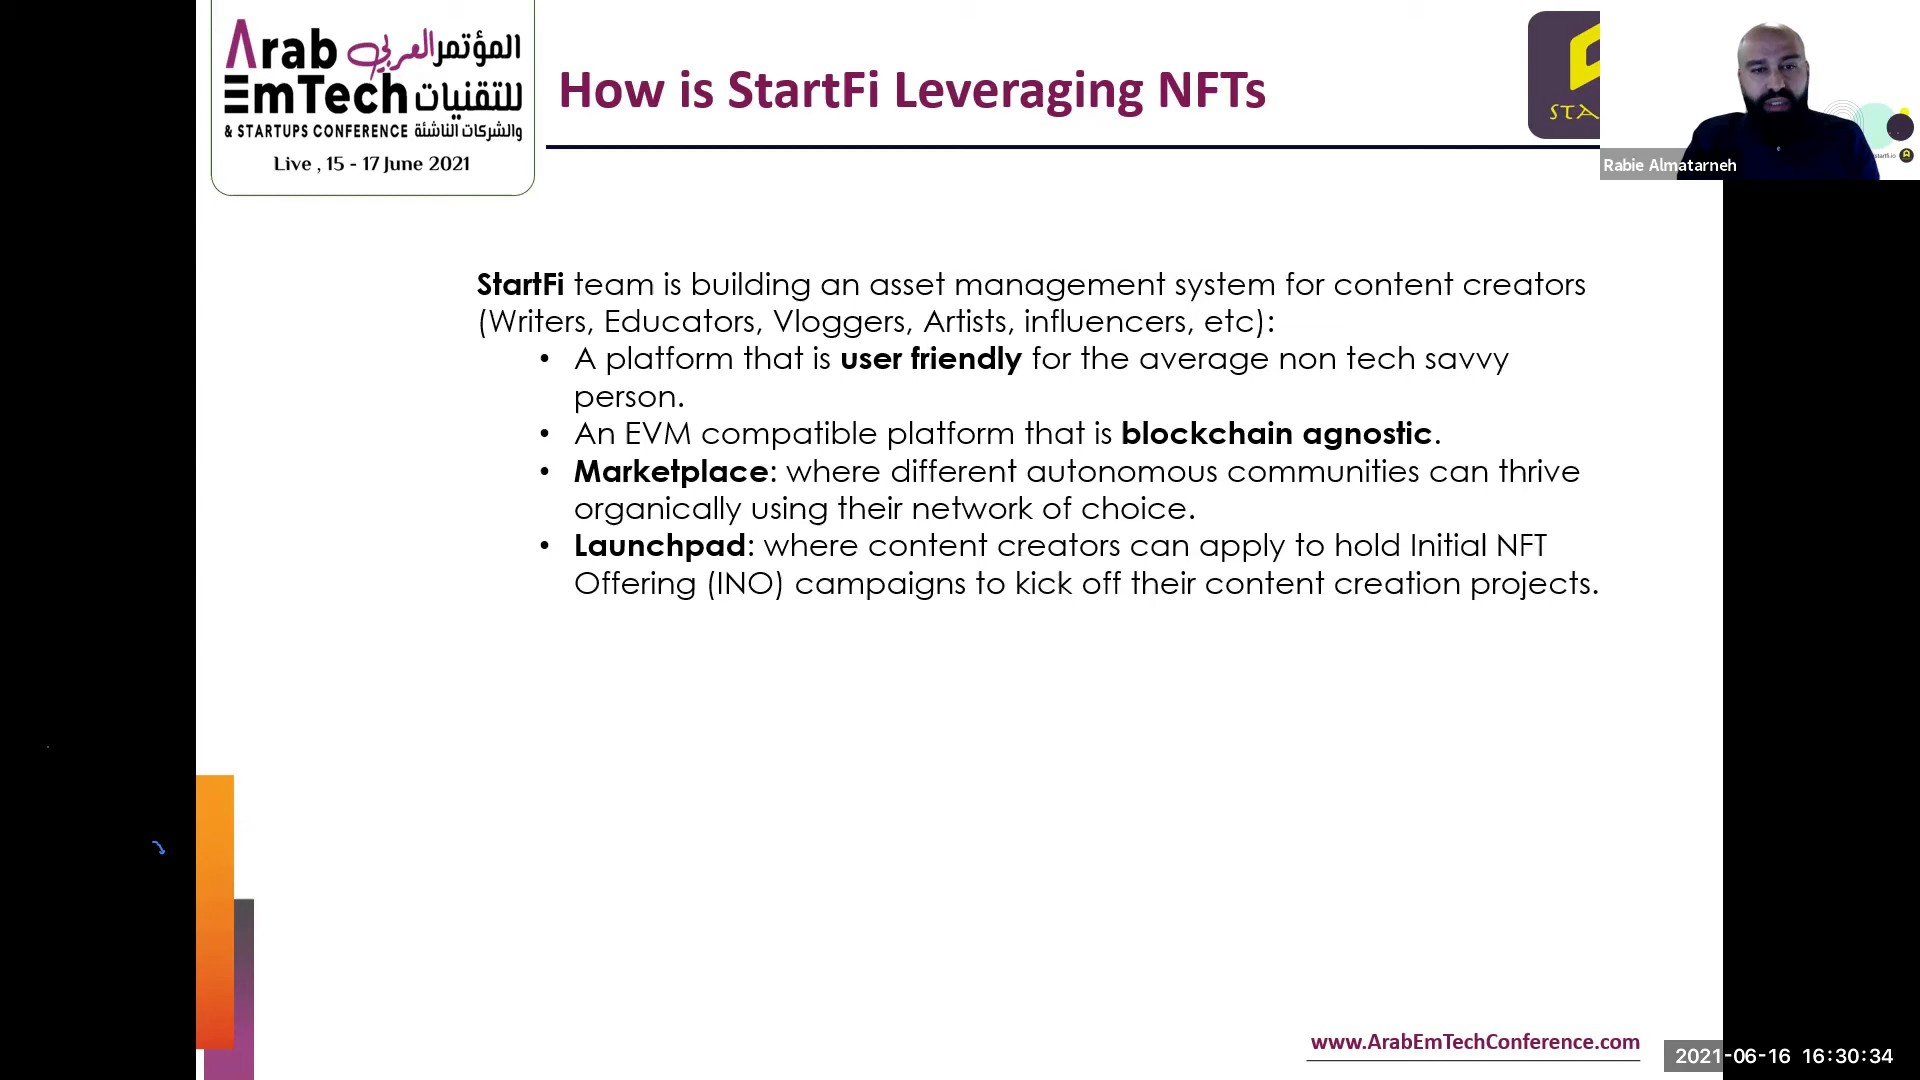 Arab المؤتمر العربي
EmTech للتقنيات
& STARTUPS CONFERENCE والشركات الناشئة
Live , 15 - 17 June 2021
How is StartFi Leveraging NFTs
STA
Rabie Almatarneh
startfi.io
StartFi team is building an asset management system for content creators
(Writers, Educators, Vloggers, Artists, influencers, etc):
• A platform that is user friendly for the average non tech savvy
person.
• An EVM compatible platform that is blockchain agnostic.
• Marketplace: where different autonomous communities can thrive
organically using their network of choice.
• Launchpad: where content creators can apply to hold Initial NFT
Offering (INO) campaigns to kick off their content creation projects.
www.ArabEmTechConference.com
2021-06-16 16:30:34